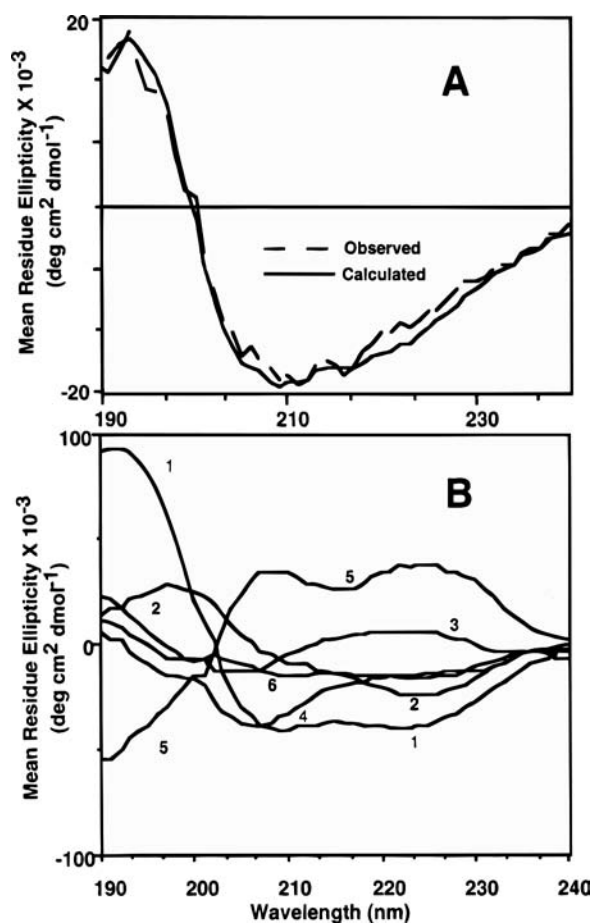 20
A
Mean Residue Ellipticity X 10-3
(deg cm2 dmol-1)
Observed
Calculated
-20
190
210
230
100
B
1
5
2
3
Mean Residue Ellipticity X 10-3
(deg cm2 dmol-1)
0
6
2
4
1
5
-100
190
200
210
220
230
240
Wavelength (nm)